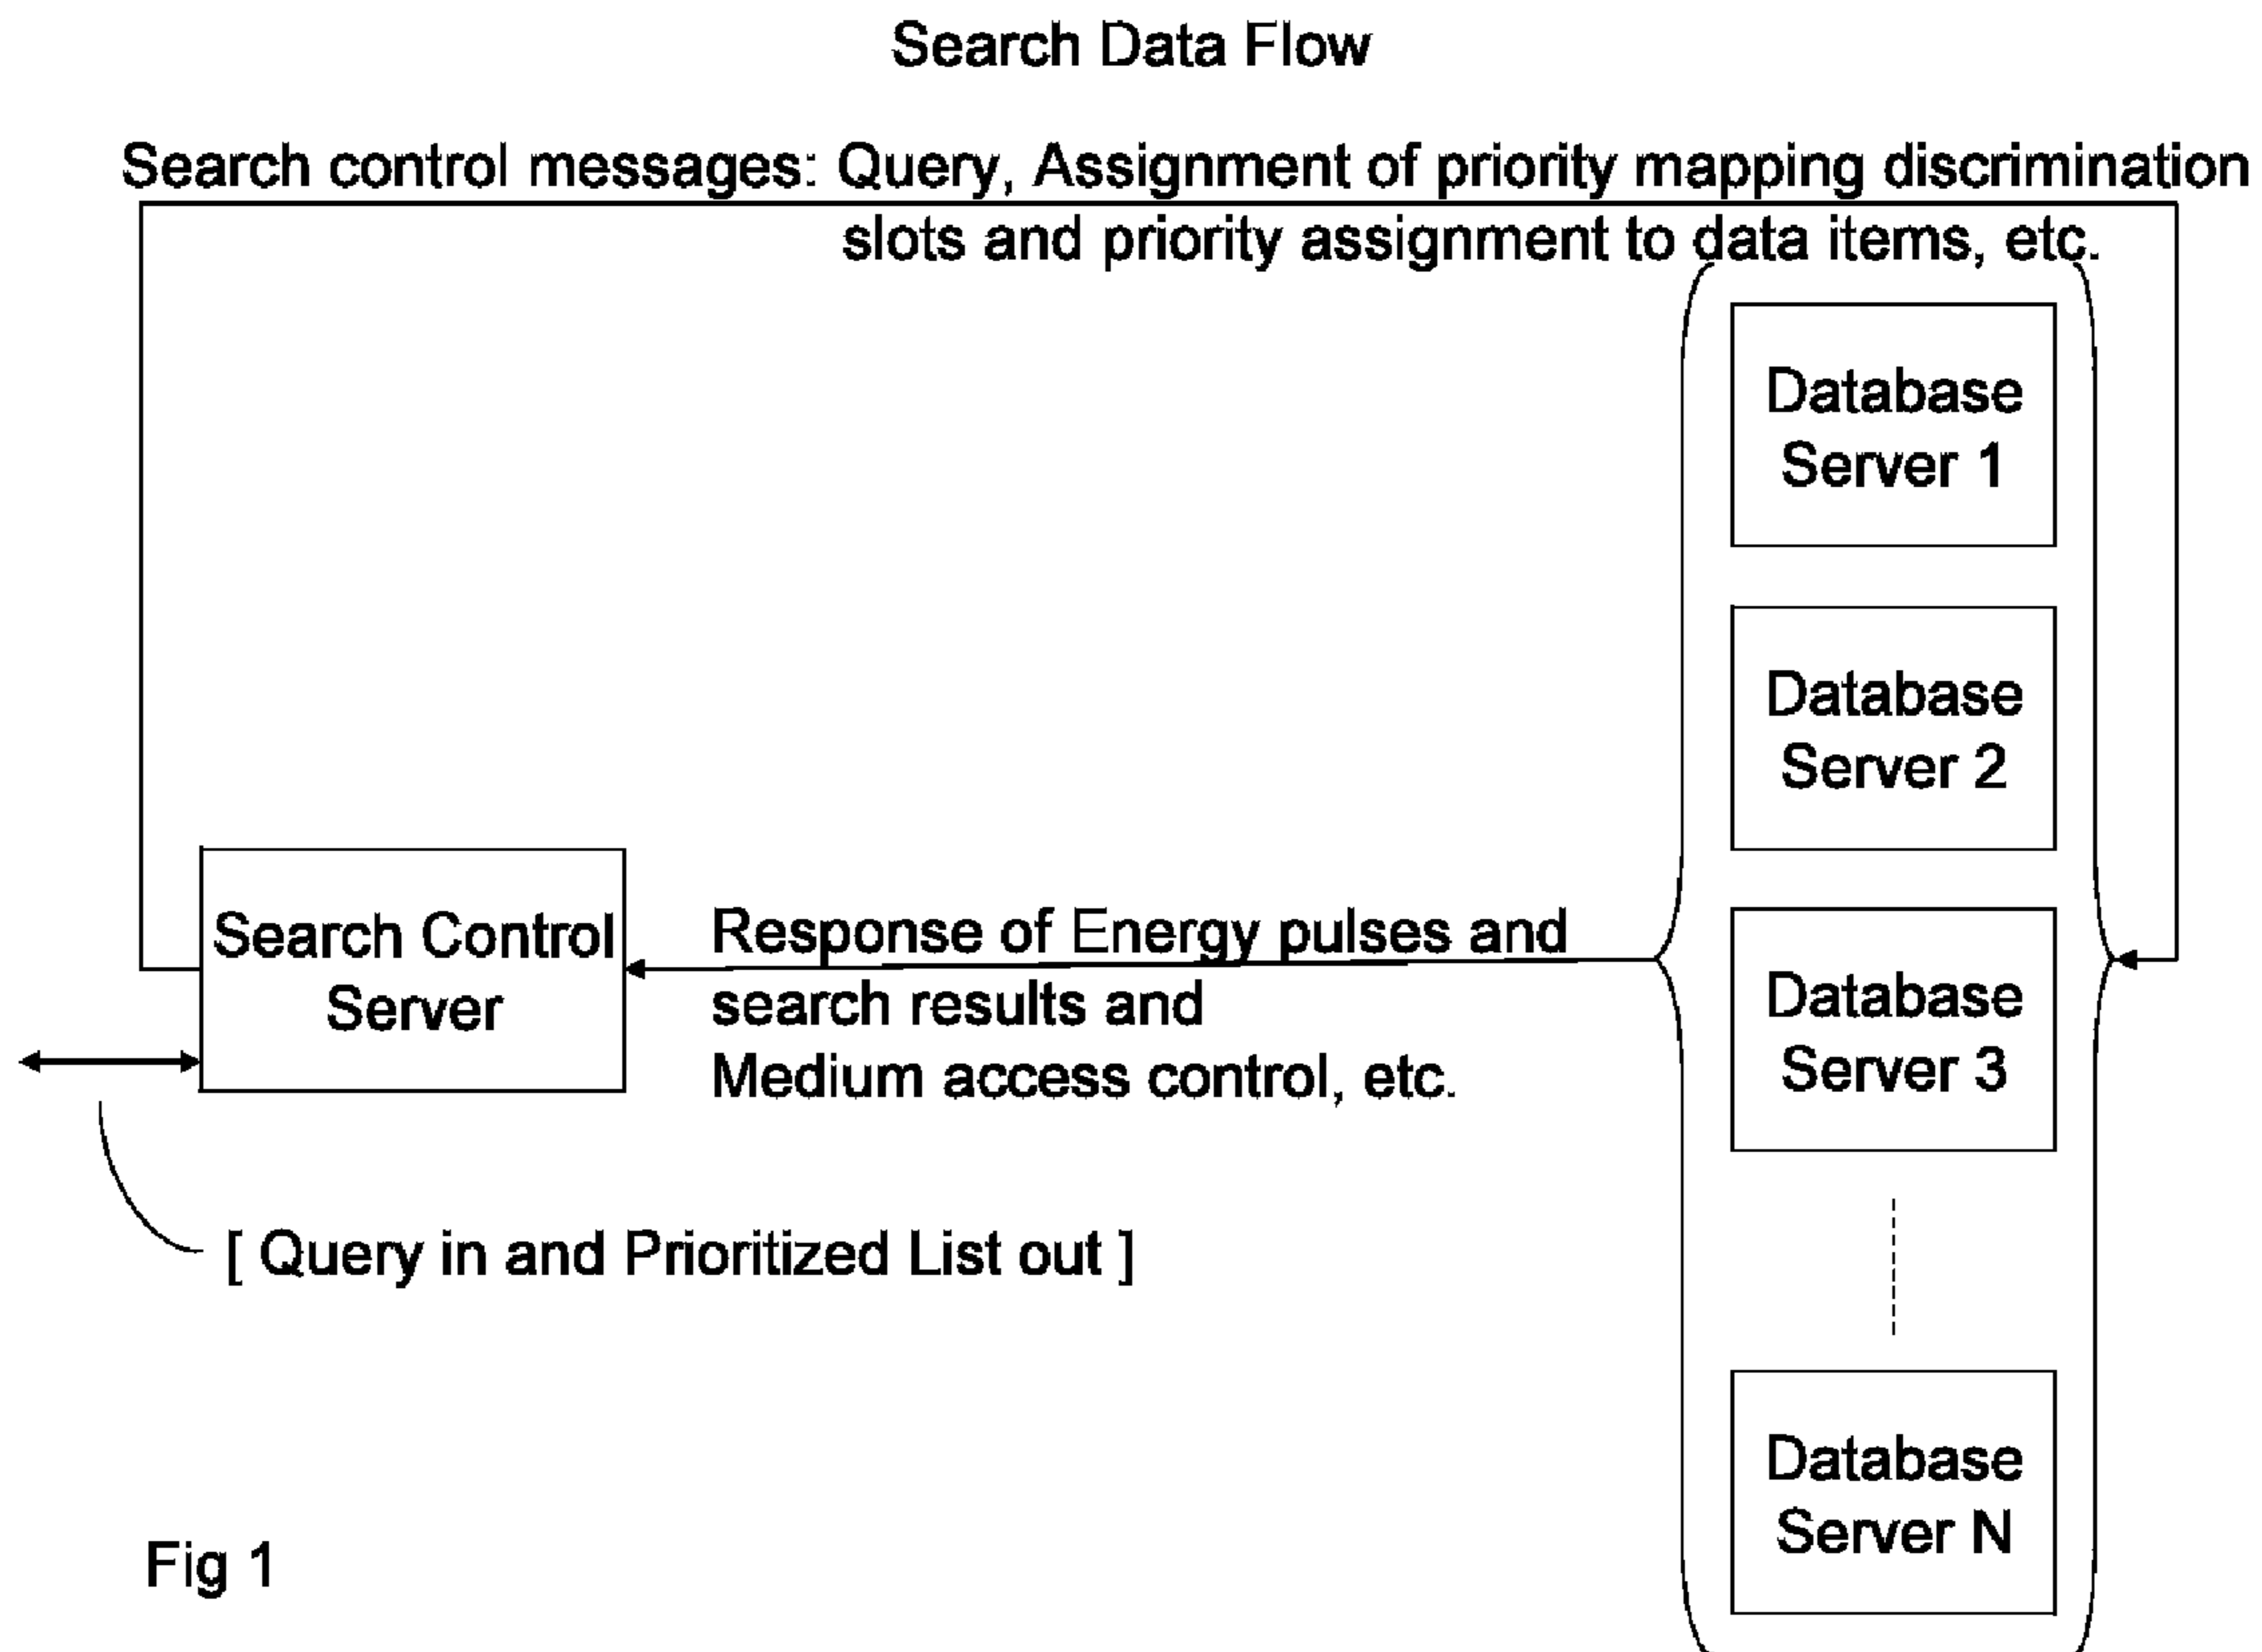 Search Data Flow
Search control messages: Query, Assignment of priority mapping discrimination
slots and priority assignment to data items, etc.
Database
Server 1
Database
Server 2
Search Control
Server
Response of Energy pulses and
search results and
Medium access control, etc.
Database
Server 3
[ Query in and Prioritized List out ]
Database
Server N
Fig 1